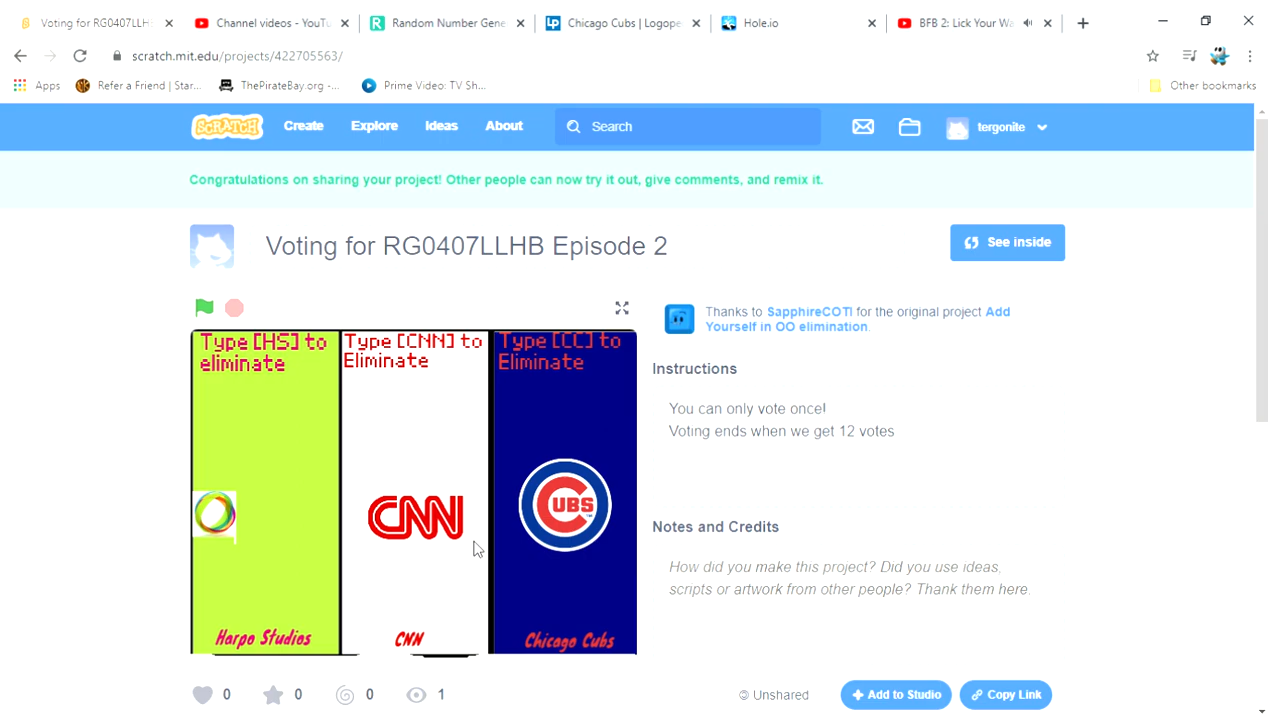 Voting for RG0407LLH
Channel videos - YouTu
Random Number Gene
Chicago Cubs | Logope
Hole.io
BFB 2: Lick Your Wa
scratch.mit.edu/projects/422705563/
Apps
Refer a Friend | Star...
ThePirateBay.org -...
Prime Video: TV Sh...
Other bookmarks
SCRATCH
Create
Explore
Ideas
About
Search
tergonite
Congratulations on sharing your project! Other people can now try it out, give comments, and remix it.
Voting for RG0407LLHB Episode 2
See inside
Thanks to SapphireCOTI for the original project Add
Yourself in OO elimination.
Type [HS] to
eliminate
Type [CNN] to
Eliminate
Type [CC] to
Eliminate
CNN
CUBS
Harpo Studios
CNN
Chicago Cubs
Instructions
You can only vote once!
Voting ends when we get 12 votes
Notes and Credits
How did you make this project? Did you use ideas,
scripts or artwork from other people? Thank them here.
0
0
0
1
Unshared
Add to Studio
Copy Link